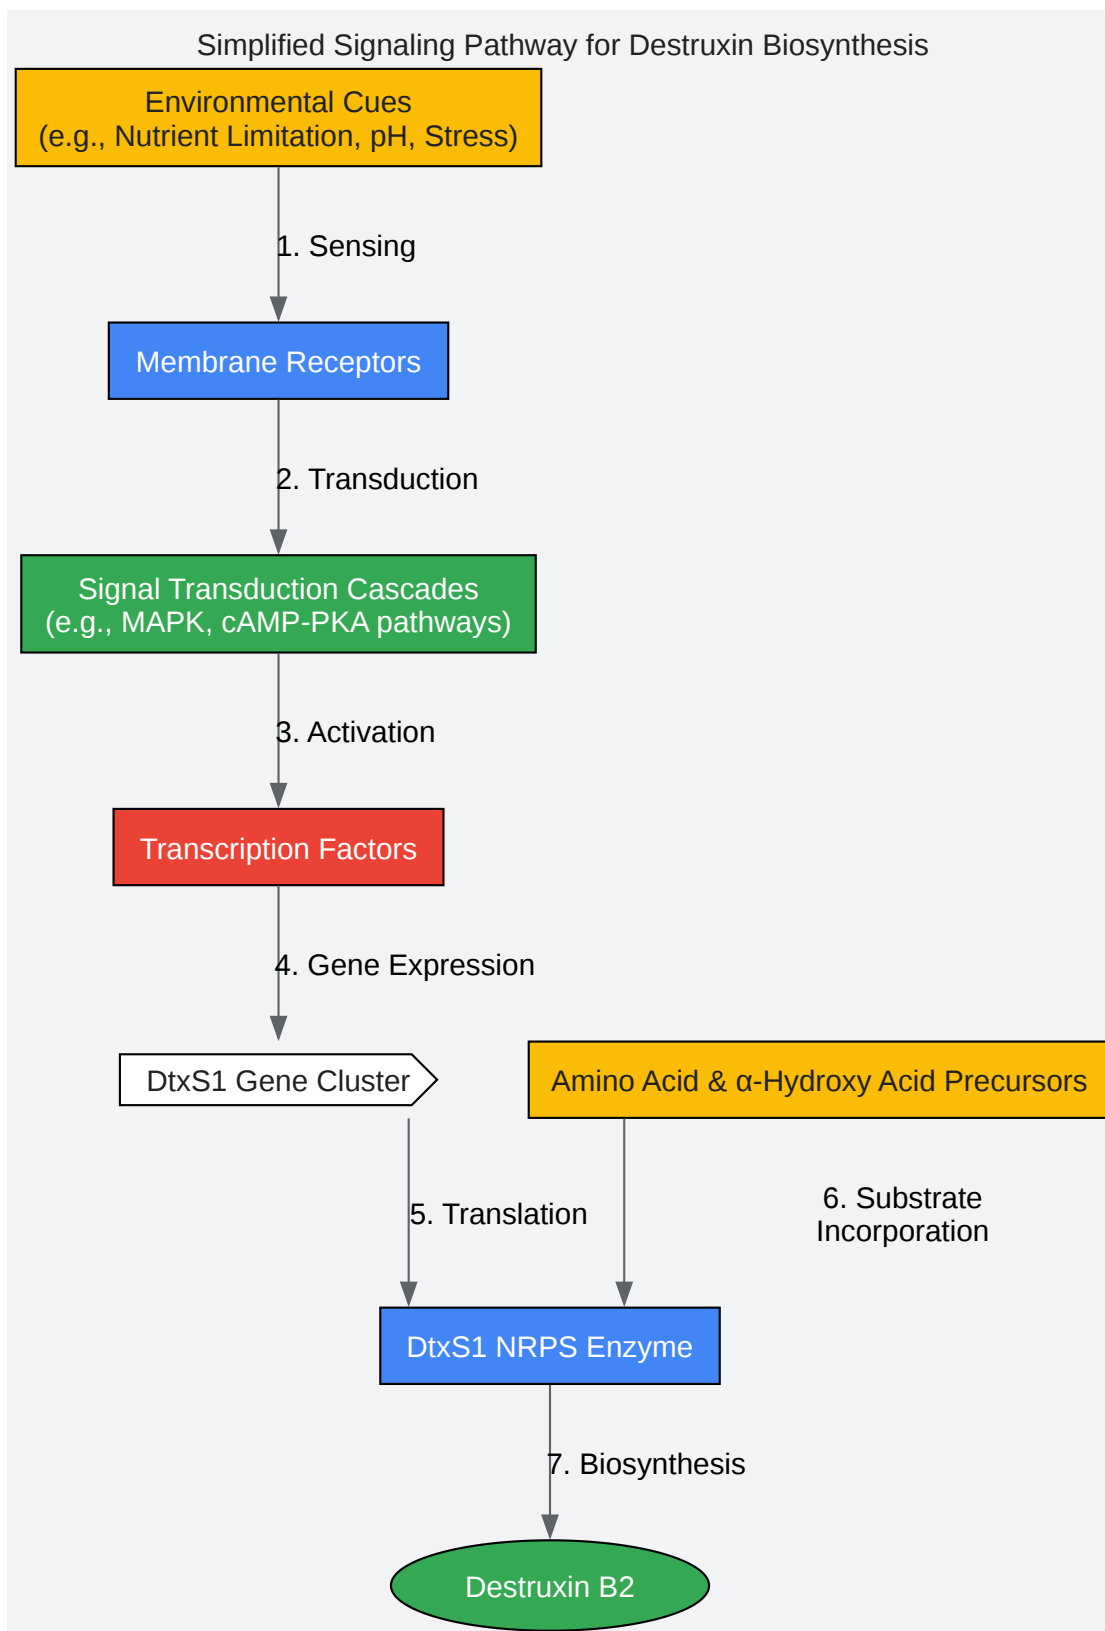 Simplified Signaling Pathway for Destruxin Biosynthesis
Environmental Cues
(e.g., Nutrient Limitation, pH, Stress)
1. Sensing
Membrane Receptors
2. Transduction
Signal Transduction Cascades
(e.g., MAPK, cAMP-PKA pathways)
3. Activation
Transcription Factors
4. Gene Expression
DtxS1 Gene Cluster
Amino Acid & α-Hydroxy Acid Precursors
5. Translation
6. Substrate
Incorporation
DtxS1 NRPS Enzyme
7. Biosynthesis
Destruxin B2